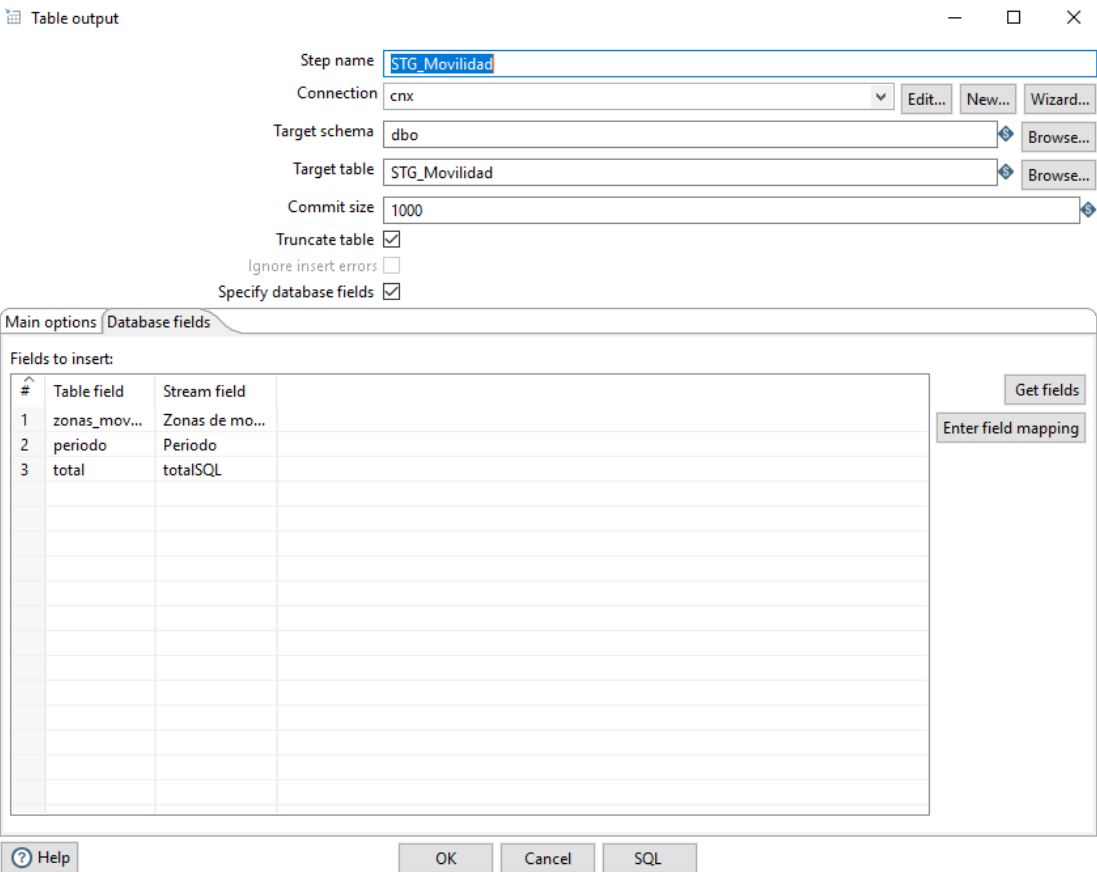 Table output
Step name STG_Movilidad
Connection cnx Edit... New... Wizard...
Target schema dbo Browse...
Target table STG_Movilidad Browse...
Commit size 1000
Truncate table
Ignore insert errors
Specify database fields
Main options Database fields
Fields to insert:
# Table field Stream field Get fields
1 zonas_mov... Zonas de mo... Enter field mapping
2 periodo Periodo
3 total totalSQL
Help OK Cancel SQL